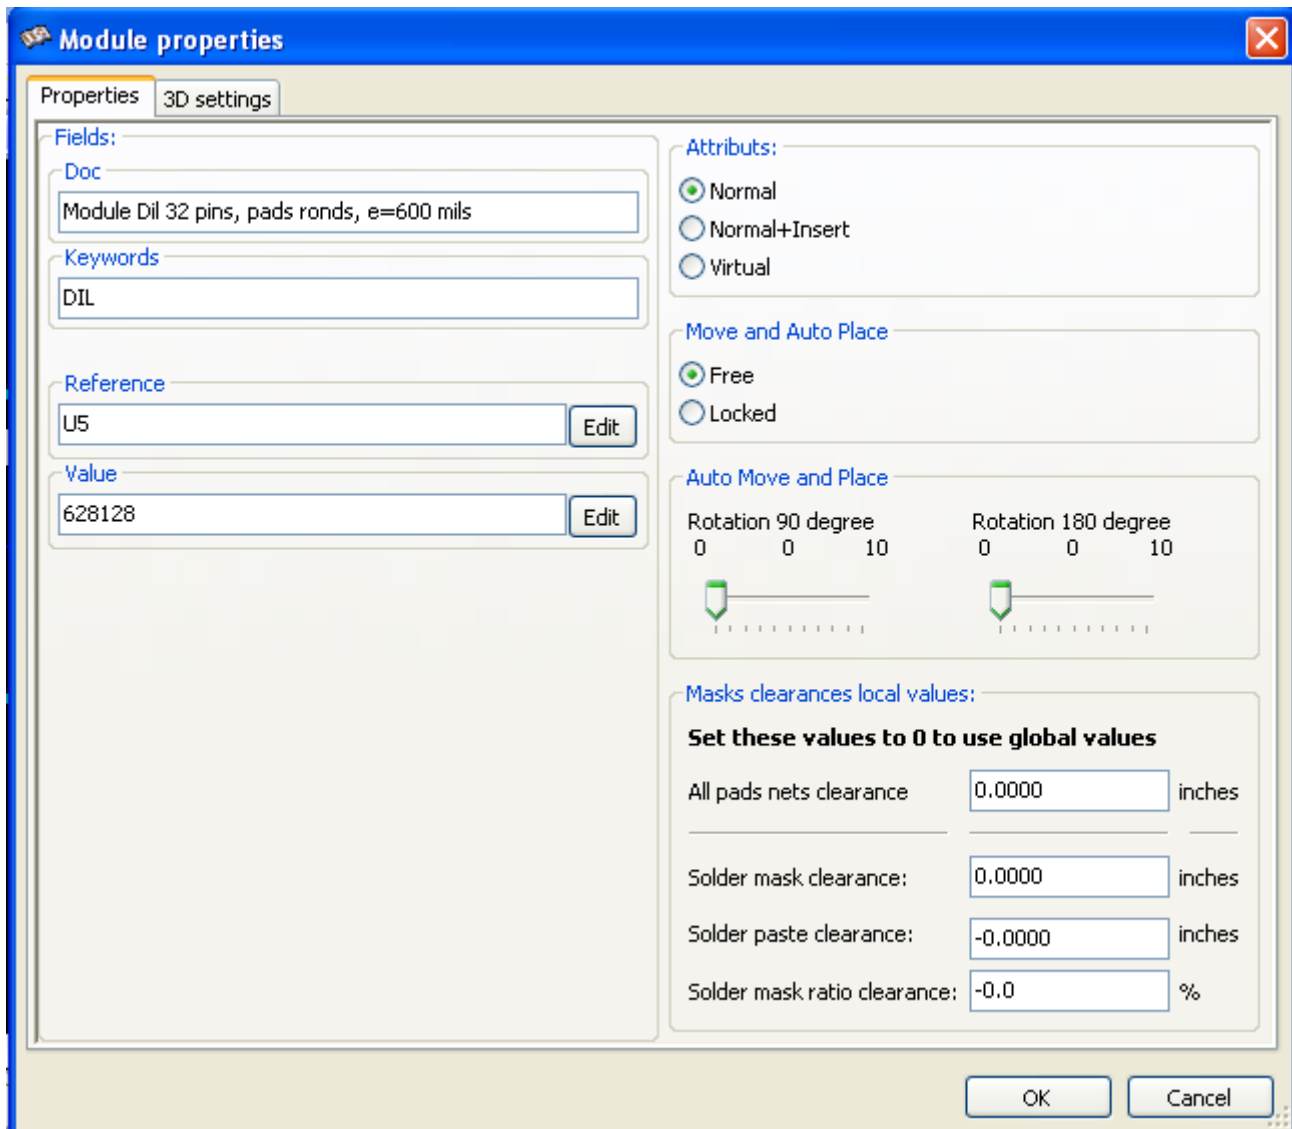 Module properties
Properties
3D settings
Fields:
Doc
Module Dil 32 pins, pads ronds, e=600 mils
Keywords
DIL
Reference
U5
Edit
Value
628128
Edit
Attributs:
Normal
Normal+Insert
Virtual
Move and Auto Place
Free
Locked
Auto Move and Place
Rotation 90 degree
0 0 10
Rotation 180 degree
0 0 10
Masks clearances local values:
Set these values to 0 to use global values
All pads nets clearance 0.0000 inches
Solder mask clearance: 0.0000 inches
Solder paste clearance: -0.0000 inches
Solder mask ratio clearance: -0.0 %
OK
Cancel